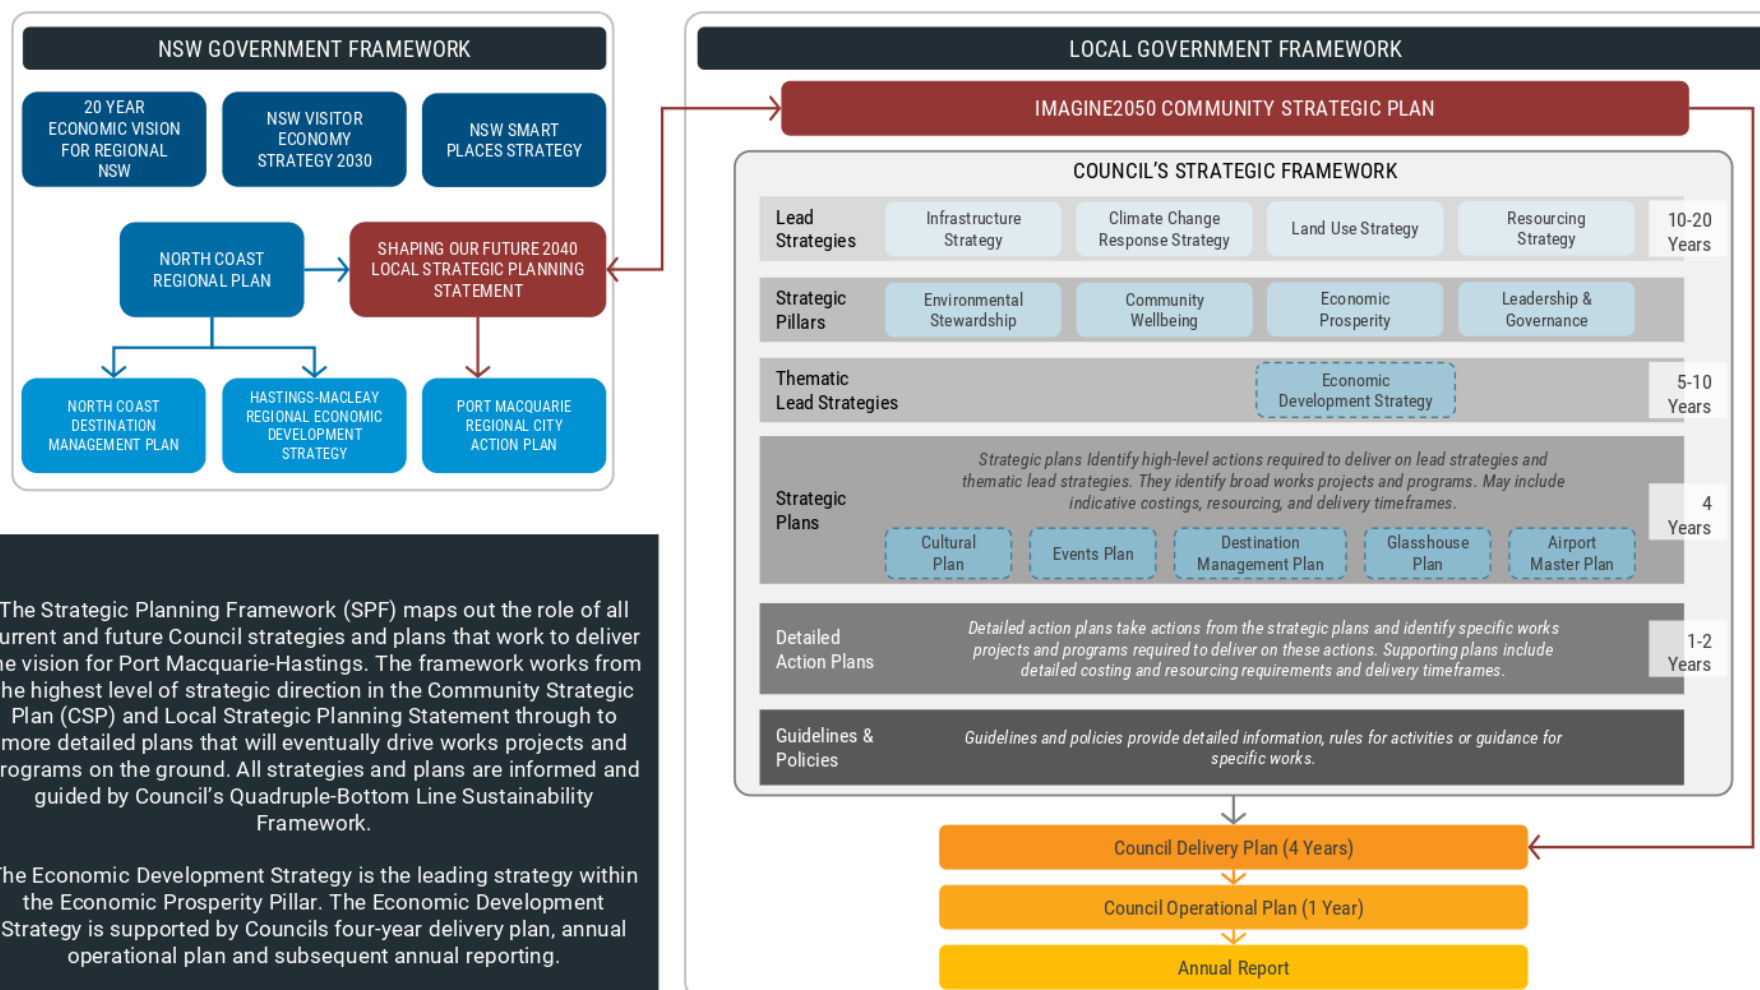 NSW GOVERNMENT FRAMEWORK
20 YEAR
ECONOMIC VISION
FOR REGIONAL
NSW
NSW VISITOR
ECONOMY
STRATEGY 2030
NSW SMART
PLACES STRATEGY
NORTH COAST
REGIONAL PLAN
SHAPING OUR FUTURE 2040
LOCAL STRATEGIC PLANNING
STATEMENT
NORTH COAST
DESTINATION
MANAGEMENT PLAN
HASTINGS-MACLEAY
REGIONAL ECONOMIC
DEVELOPMENT
STRATEGY
PORT MACQUARIE
REGIONAL CITY
ACTION PLAN
The Strategic Planning Framework (SPF) maps out the role of all
urrent and future Council strategies and plans that work to deliver
he vision for Port Macquarie-Hastings. The framework works from
he highest level of strategic direction in the Community Strategic
Plan (CSP) and Local Strategic Planning Statement through to
more detailed plans that will eventually drive works projects and
rograms on the ground. All strategies and plans are informed and
guided by Council's Quadruple-Bottom Line Sustainability
Framework.
The Economic Development Strategy is the leading strategy within
the Economic Prosperity Pillar. The Economic Development
Strategy is supported by Councils four-year delivery plan, annual
operational plan and subsequent annual reporting.
LOCAL GOVERNMENT FRAMEWORK
IMAGINE2050 COMMUNITY STRATEGIC PLAN
COUNCIL'S STRATEGIC FRAMEWORK
Lead
Strategies
Infrastructure
Strategy
Climate Change
Response Strategy
Land Use Strategy
Resourcing
Strategy
10-20
Years
Strategic
Pillars
Environmental
Stewardship
Community
Wellbeing
Economic
Prosperity
Leadership &
Governance
Thematic
Lead Strategies
Economic
Development Strategy
5-10
Years
Strategic
Plans
Strategic plans Identify high-level actions required to deliver on lead strategies and
thematic lead strategies. They identify broad works projects and programs. May include
indicative costings, resourcing, and delivery timeframes.
Cultural
Plan
Events Plan
Destination
Management Plan
Glasshouse
Plan
Airport
Master Plan
4
Years
Detailed
Action Plans
Detailed action plans take actions from the strategic plans and identify specific works
projects and programs required to deliver on these actions. Supporting plans include
detailed costing and resourcing requirements and delivery timeframes.
1-2
Years
Guidelines &
Policies
Guidelines and policies provide detailed information, rules for activities or guidance for
specific works.
Council Delivery Plan (4 Years)
Council Operational Plan (1 Year)
Annual Report